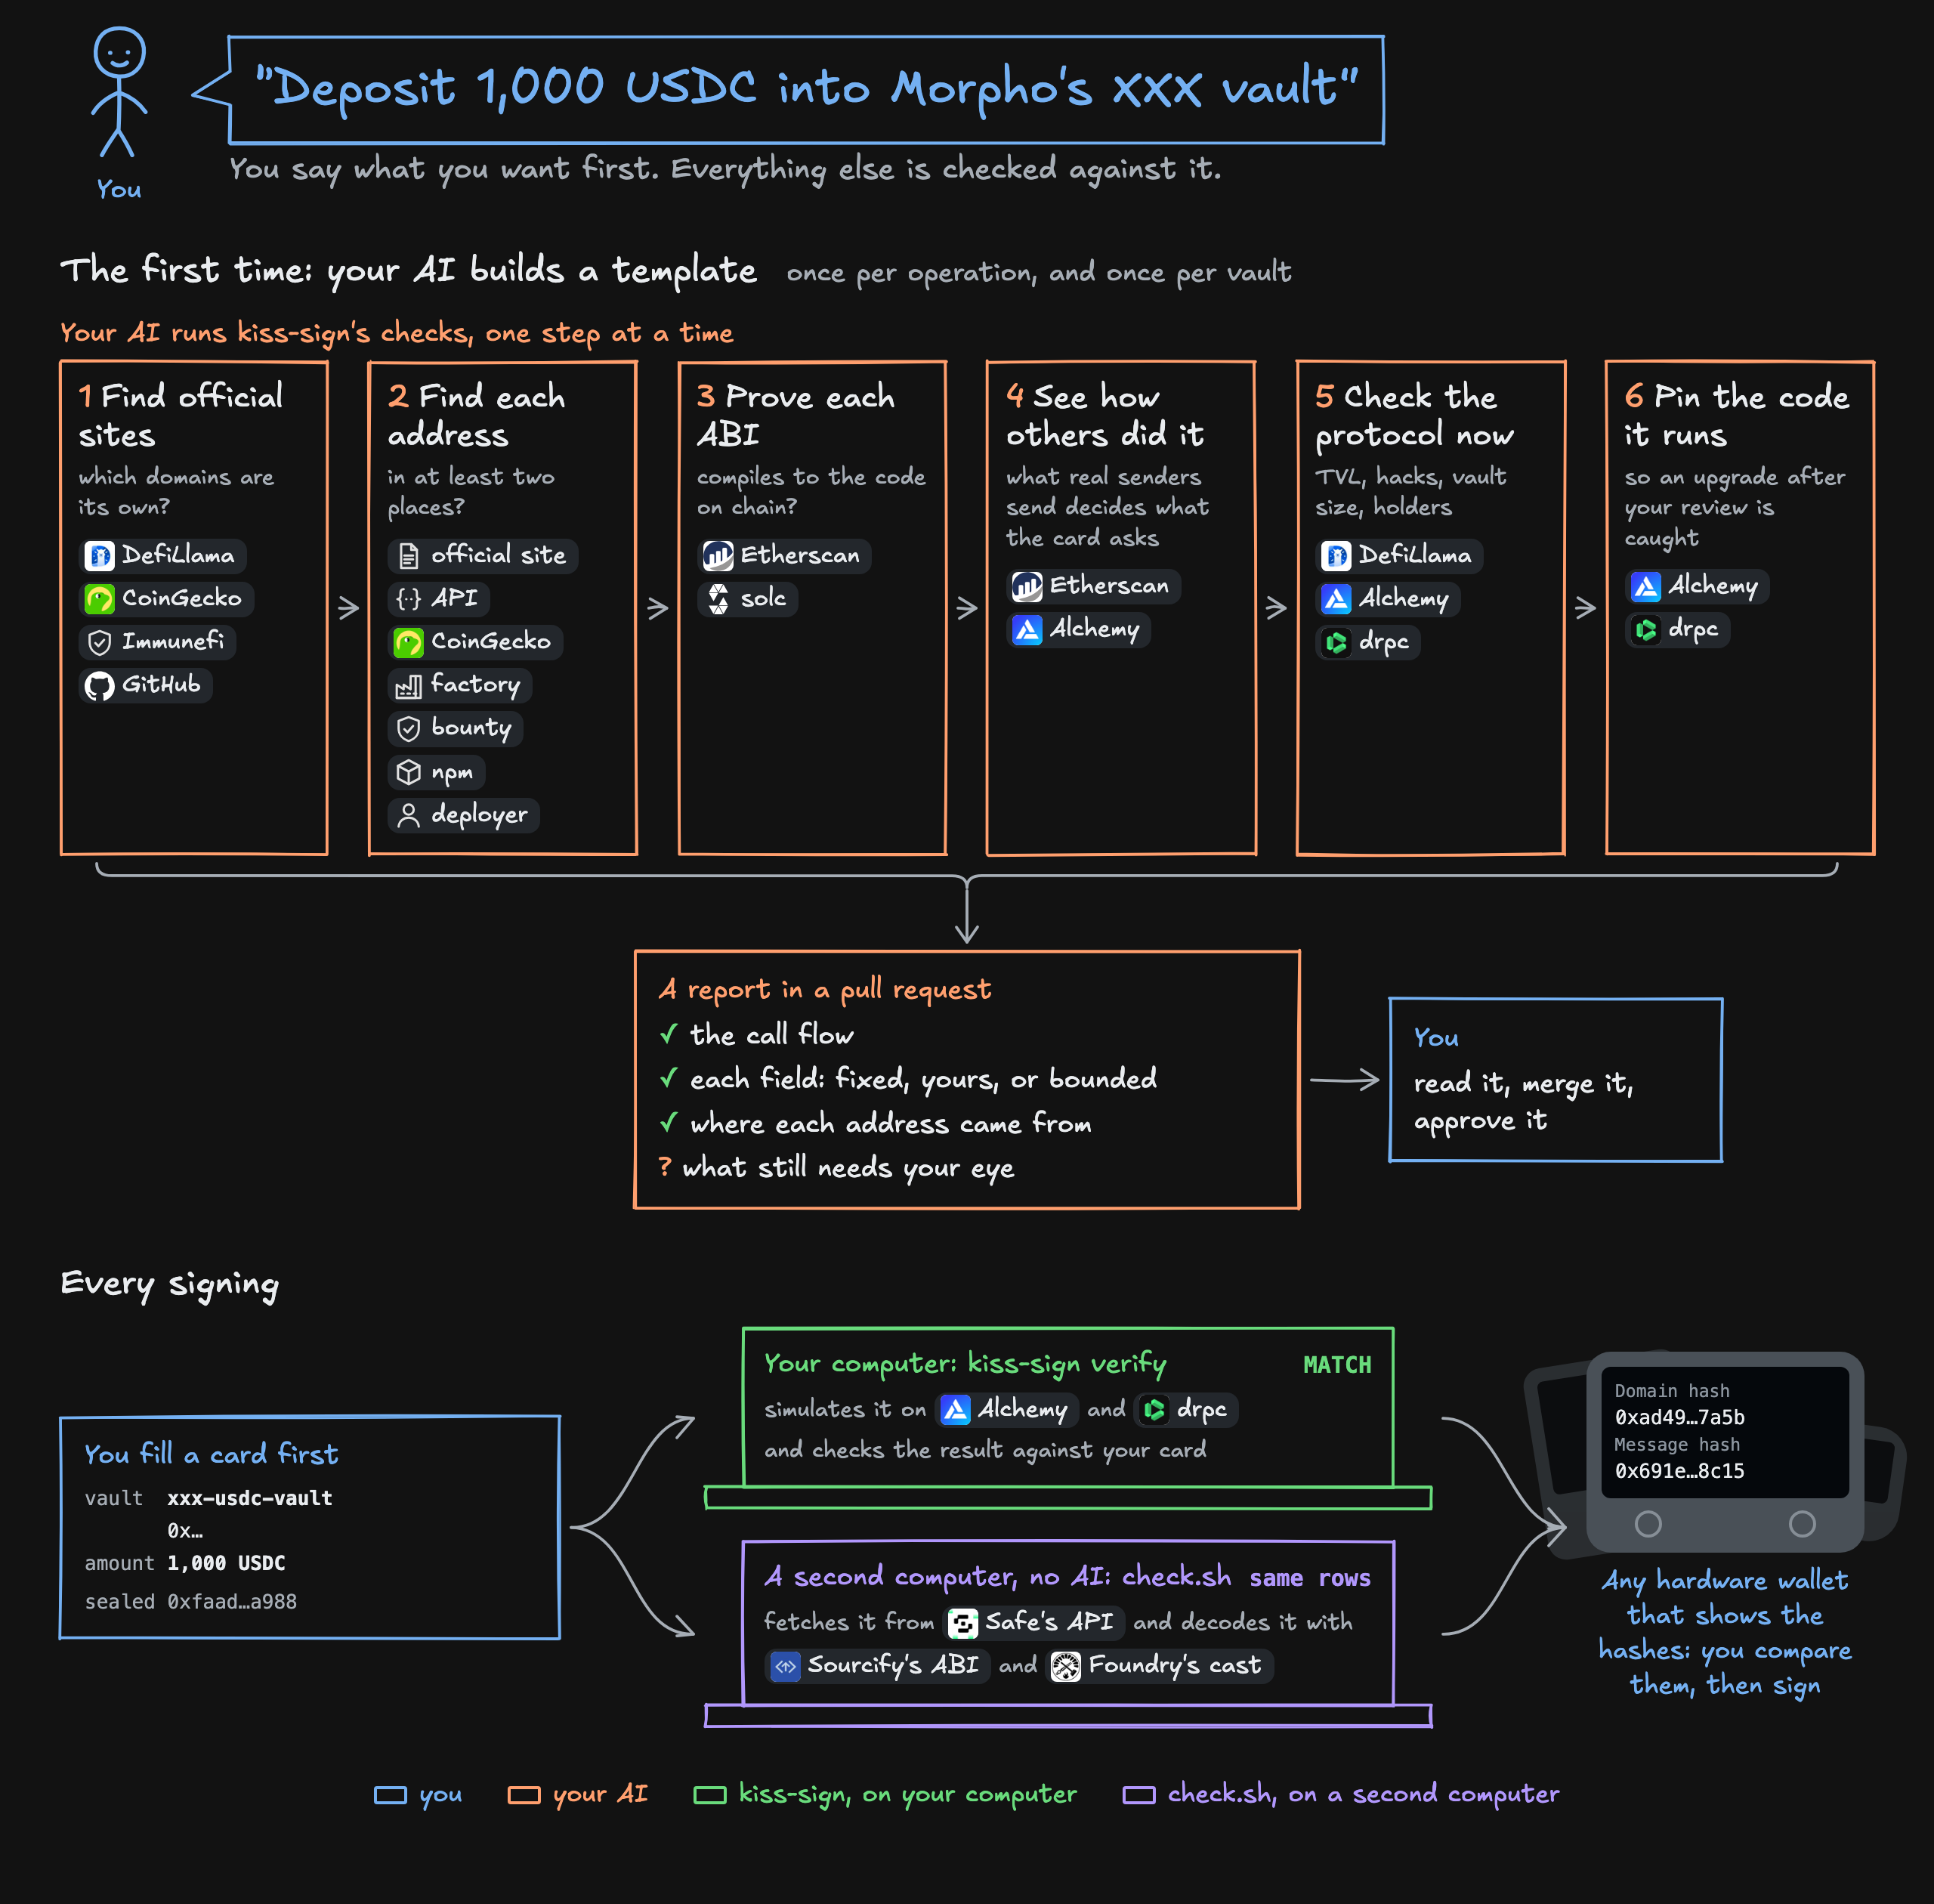 "Deposit 1,000 USDC into Morpho's XXX vault"
You say what you want first. Everything else is checked against it.
You
The first time: your AI builds a template
once per operation, and once per vault
Your AI runs kiss-sign's checks, one step at a time
1 Find official
sites
which domains are
its own?
DefiLlama
CoinGecko
Immunefi
GitHub
2 Find each
address
in at least two
places?
official site
API
CoinGecko
factory
bounty
npm
deployer
3 Prove each
ABI
compiles to the code
on chain?
Etherscan
solc
4 See how
others did it
what real senders
send decides what
the card asks
Etherscan
Alchemy
5 Check the
protocol now
TVL, hacks, vault
size, holders
DefiLlama
Alchemy
drpc
6 Pin the code
it runs
so an upgrade after
your review is
caught
Alchemy
drpc
A report in a pull request
✓ the call flow
✓ each field: fixed, yours, or bounded
✓ where each address came from
? what still needs your eye
You
read it, merge it,
approve it
Every signing
You fill a card first
vault xxx-usdc-vault
0x…
amount 1,000 USDC
sealed 0xfaad…a988
Your computer: kiss-sign verify MATCH
simulates it on Alchemy and drpc
and checks the result against your card
A second computer, no AI: check.sh same rows
fetches it from Safe's API and decodes it with
Sourcify's ABI and Foundry's cast
Domain hash
0xad49…7a5b
Message hash
0x691e…8c15
Any hardware wallet
that shows the
hashes: you compare
them, then sign
you
your AI
kiss-sign, on your computer
check.sh, on a second computer